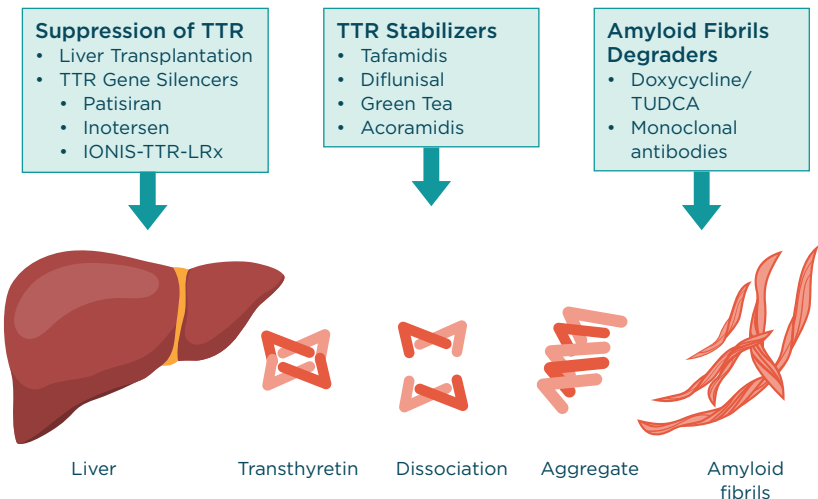 Suppression of TTR
• Liver Transplantation
• TTR Gene Silencers
• Patisiran
• Inotersen
• IONIS-TTR-LRx
TTR Stabilizers
• Tafamidis
• Diflunisal
• Green Tea
• Acoramidis
Amyloid Fibrils
Degraders
• Doxycycline/
TUDCA
• Monoclonal
antibodies
Liver
Transthyretin
Dissociation
Aggregate
Amyloid
fibrils